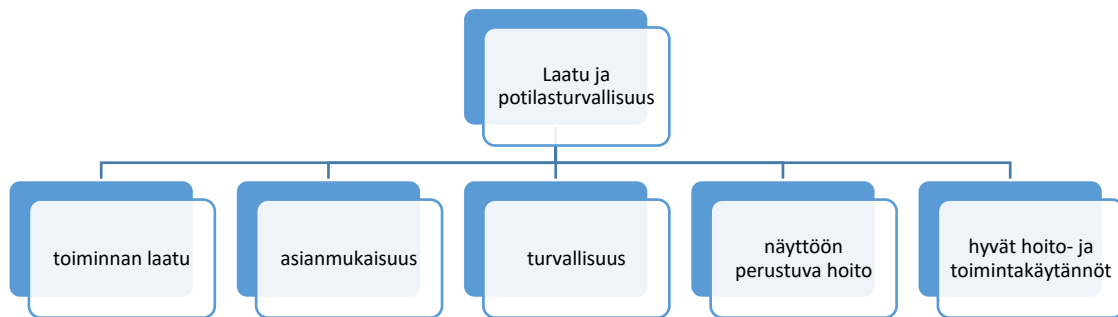 Laatu ja
potilasturvallisuus
toiminnan laatu
asianmukaisuus
turvallisuus
näyttöön
perustuva hoito
hyvät hoito- ja
toimintakäytännöt